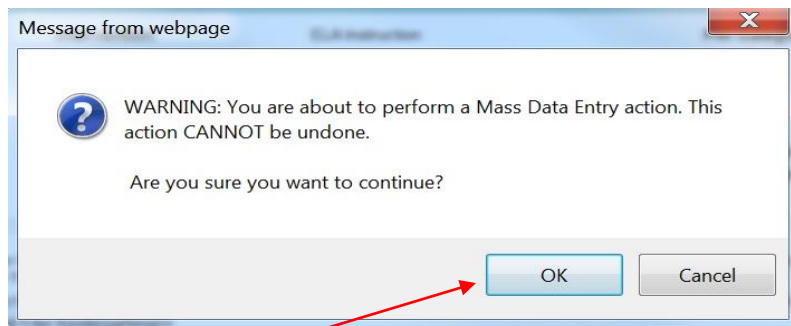 Message from webpage
WARNING: You are about to perform a Mass Data Entry action. This
action CANNOT be undone.
Are you sure you want to continue?
OK
Cancel